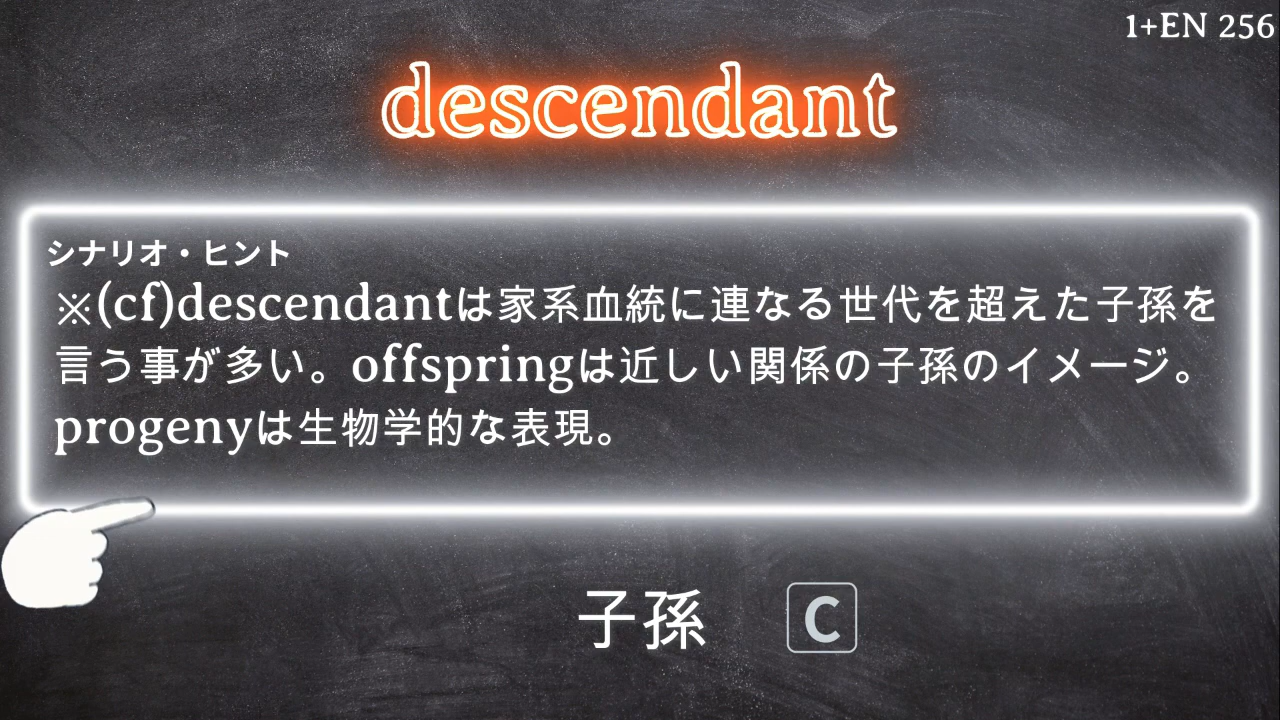 1+EN 256
descendant
シナリオ・ヒント
※(cf)descendantは家系血統に連なる世代を超えた子孫を
言う事が多い。offspringは近しい関係の子孫のイメージ。
progenyは生物学的な表現。
子孫 C